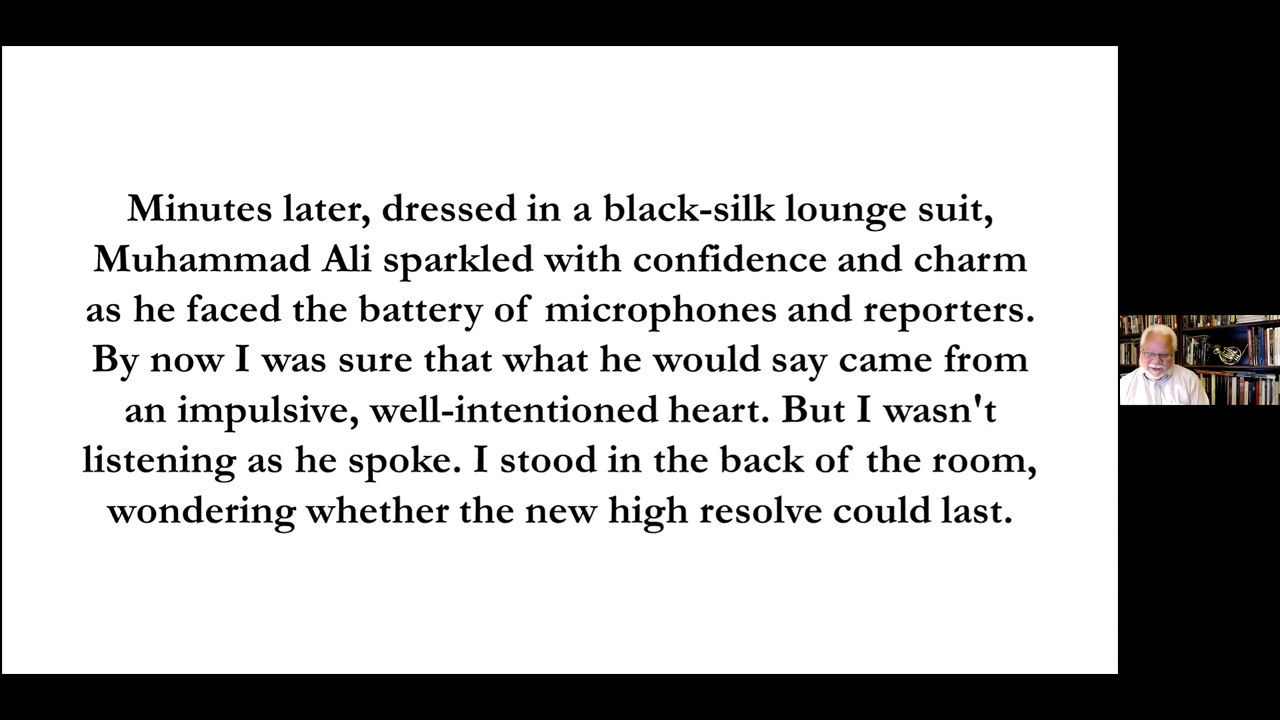 Minutes later, dressed in a black-silk lounge suit,
Muhammad Ali sparkled with confidence and charm
as he faced the battery of microphones and reporters.
By now I was sure that what he would say came from
an impulsive, well-intentioned heart. But I wasn't
listening as he spoke. I stood in the back of the room,
wondering whether the new high resolve could last.